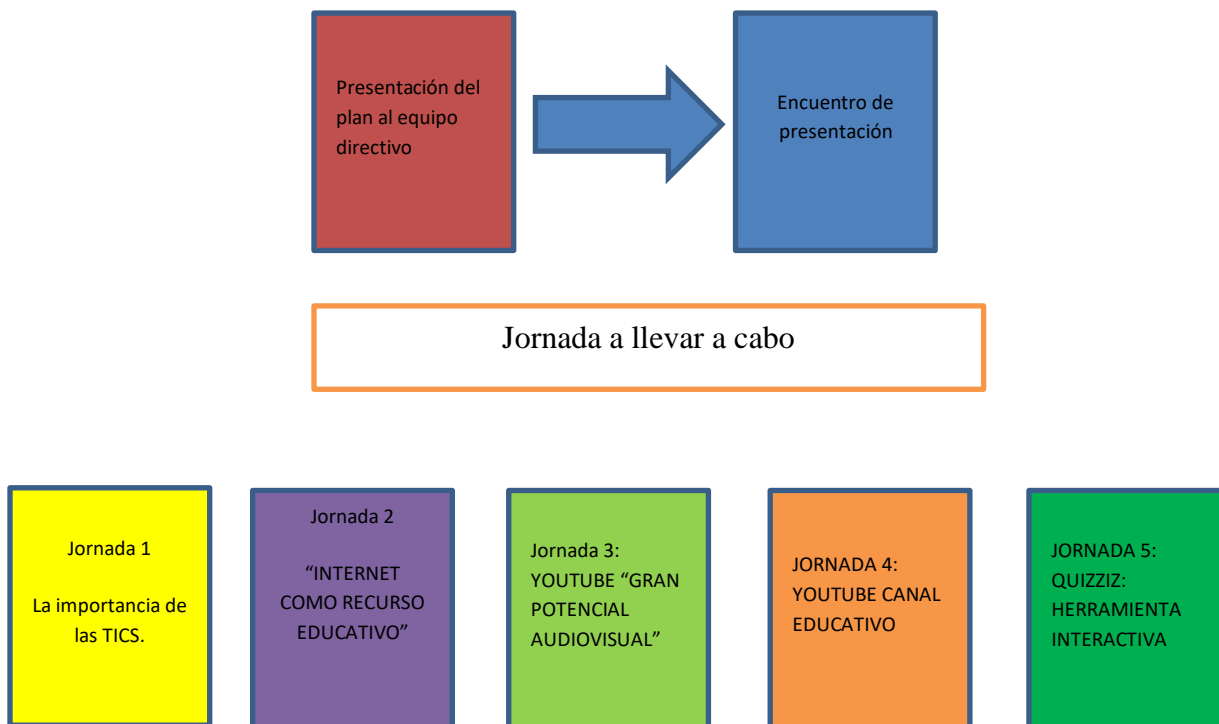 Presentación del
plan al equipo
directivo
Encuentro de
presentación
Jornada a llevar a cabo
Jornada 1
La importancia de
las TICS.
Jornada 2
“INTERNET
COMO RECURSO
EDUCATIVO”
Jornada 3:
YOUTUBE “GRAN
POTENCIAL
AUDIOVISUAL”
JORNADA 4:
YOUTUBE CANAL
EDUCATIVO
JORNADA 5:
QUIZZIZ:
HERRAMIENTA
INTERACTIVA